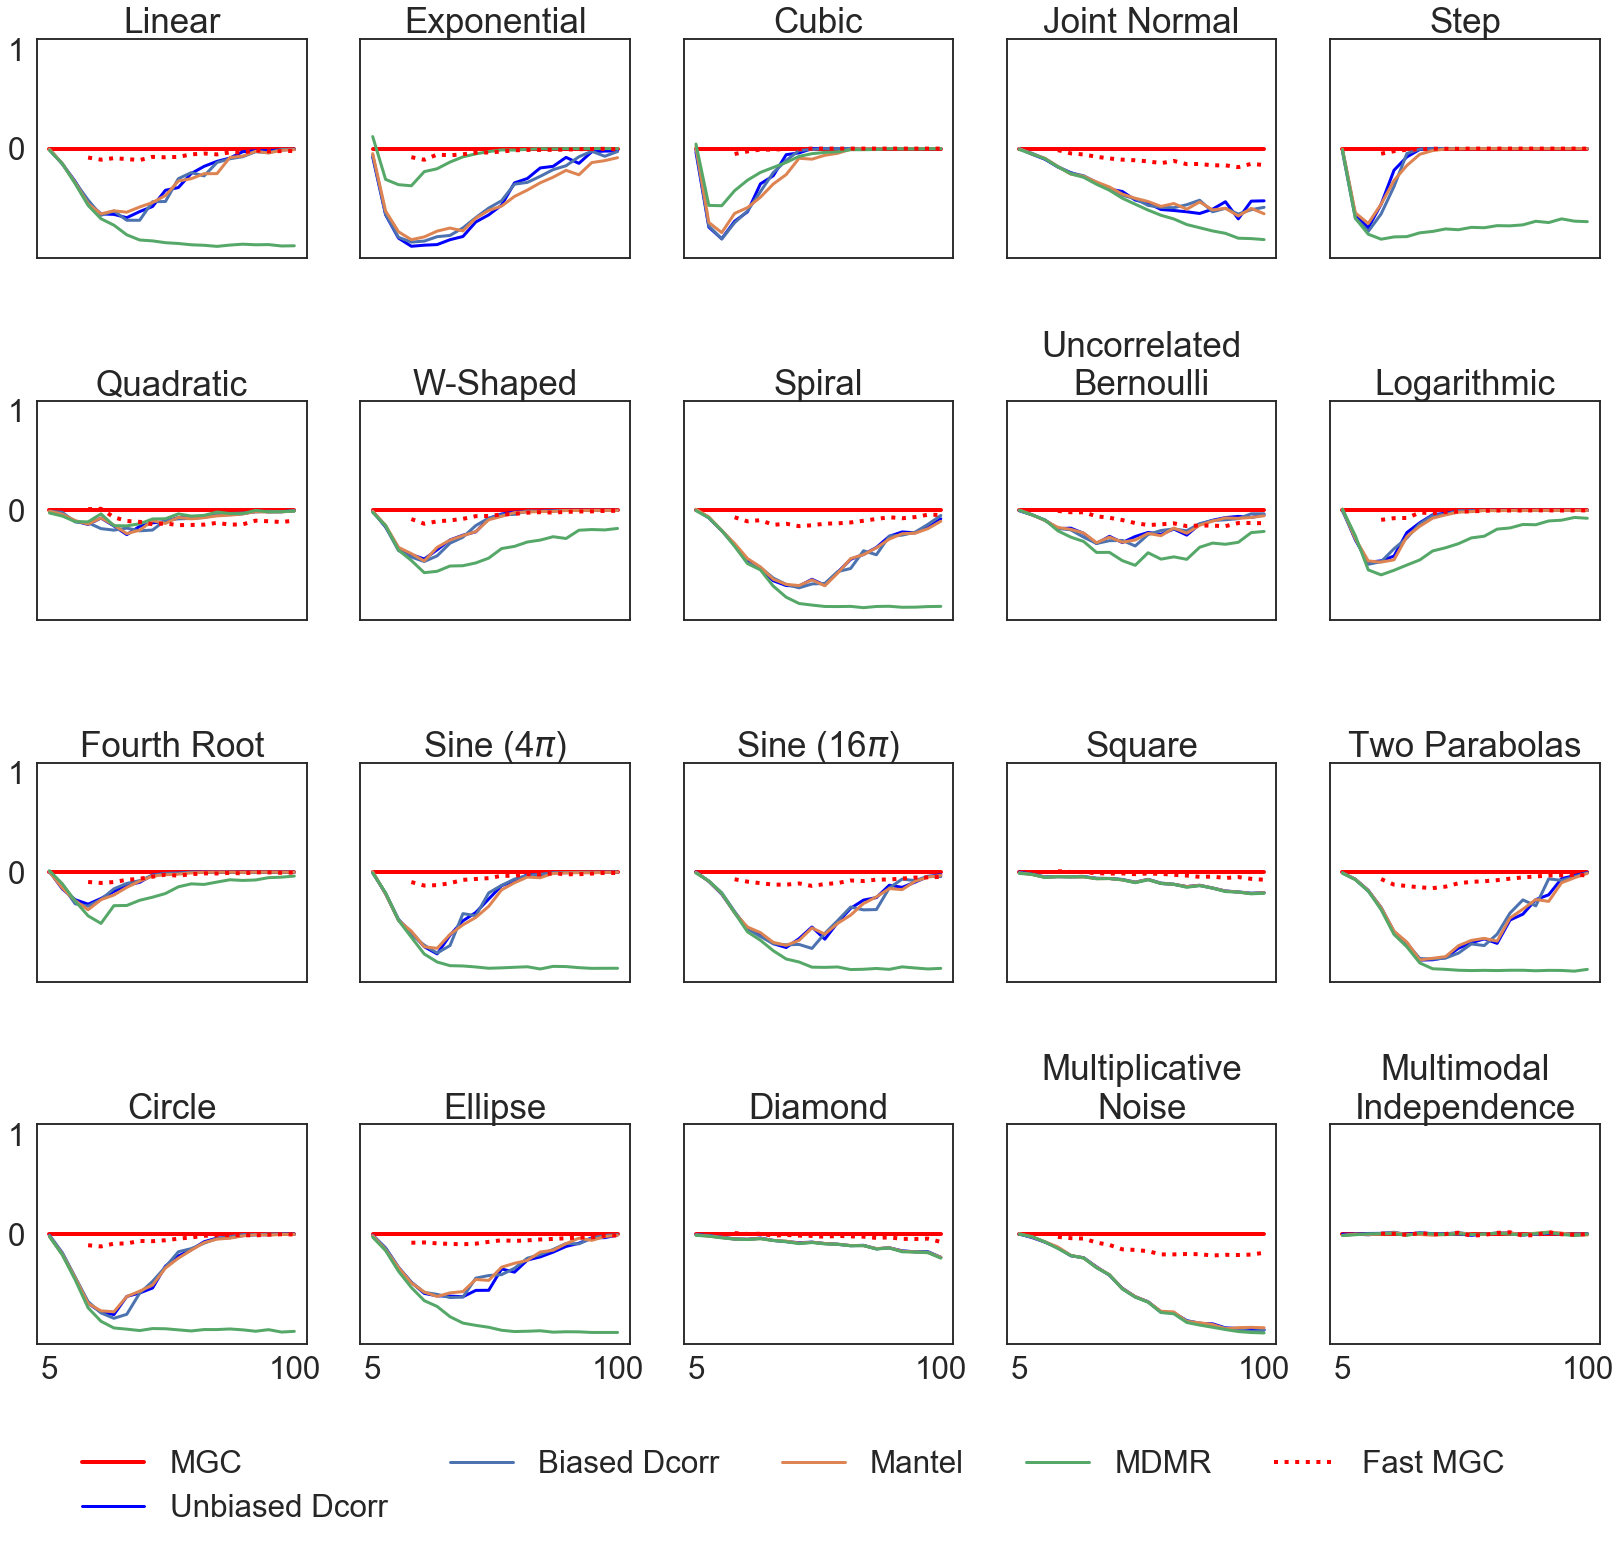 Linear
Exponential
Cubic
Joint Normal
Step
1
0
Quadratic
W-Shaped
Spiral
Uncorrelated
Bernoulli
Logarithmic
1
0
Fourth Root
Sine (4π)
Sine (16π)
Square
Two Parabolas
1
0
Circle
Ellipse
Diamond
Multiplicative
Noise
Multimodal
Independence
1
0
5 100
5 100
5 100
5 100
5 100
MGC
Unbiased Dcorr
Biased Dcorr
Mantel
MDMR
Fast MGC